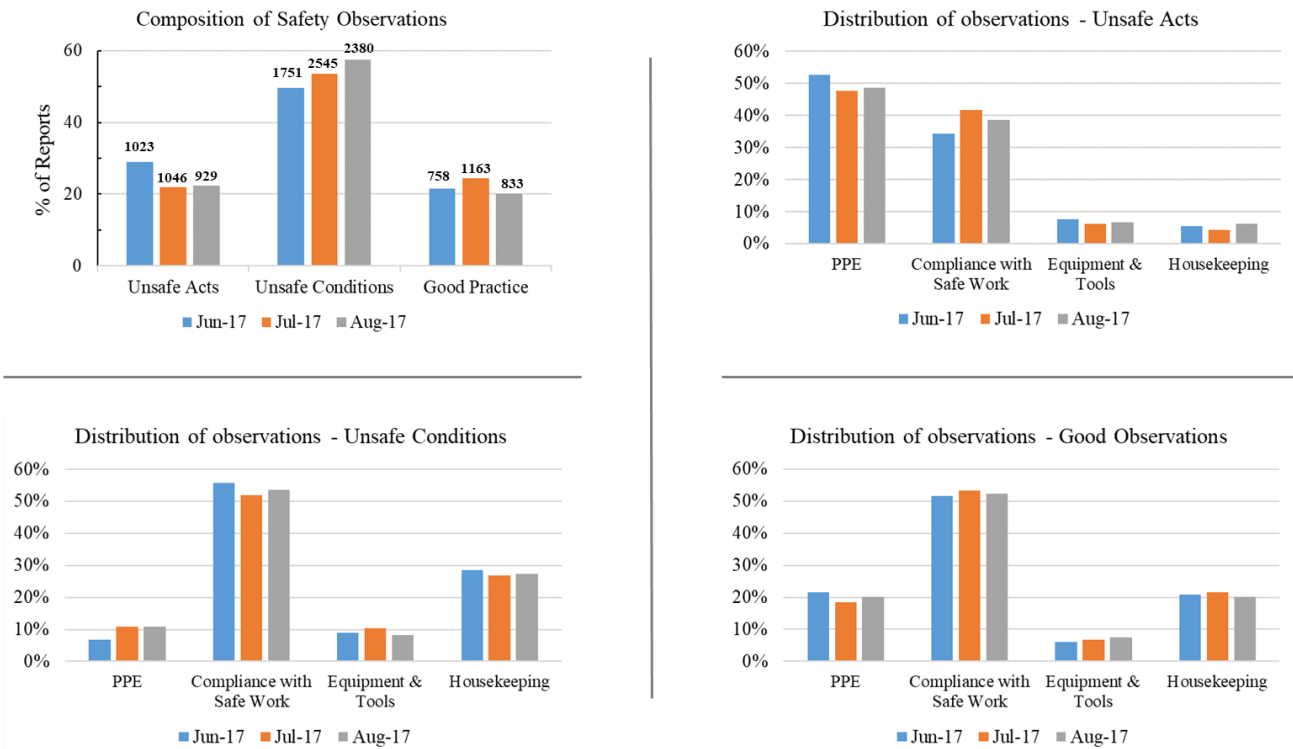 Composition of Safety Observations
% of Reports
60
40
20
0
1023
1046
929
1751
2545
2380
758
1163
833
Unsafe Acts
Unsafe Conditions
Good Practice
Jun-17
Jul-17
Aug-17
Distribution of observations - Unsafe Acts
60%
50%
40%
30%
20%
10%
0%
PPE
Compliance with
Safe Work
Equipment &
Tools
Housekeeping
Jun-17
Jul-17
Aug-17
Distribution of observations - Unsafe Conditions
60%
50%
40%
30%
20%
10%
0%
PPE
Compliance with
Safe Work
Equipment &
Tools
Housekeeping
Jun-17
Jul-17
Aug-17
Distribution of observations - Good Observations
60%
50%
40%
30%
20%
10%
0%
PPE
Compliance with
Safe Work
Equipment &
Tools
Housekeeping
Jun-17
Jul-17
Aug-17